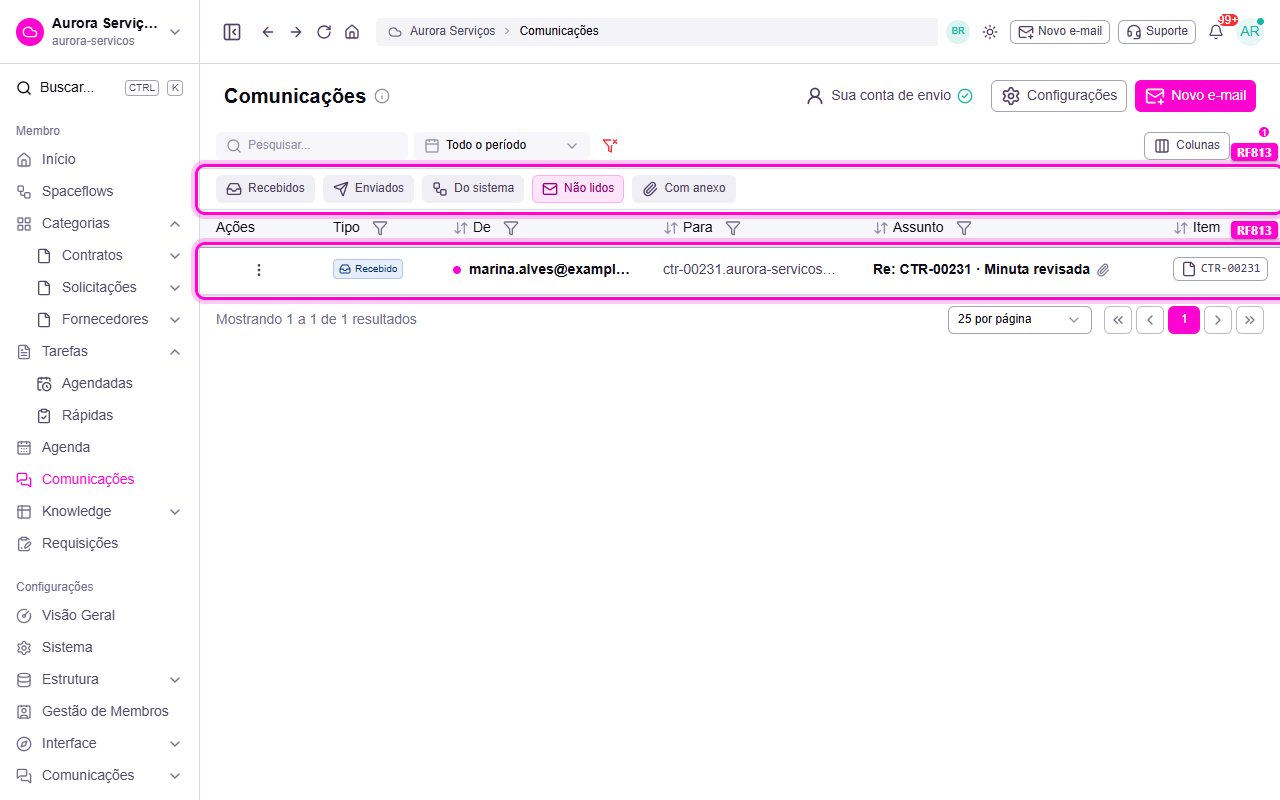 Aurora Serviç...
aurora-servicos
Aurora Serviços > Comunicações
BR
Novo e-mail
Suporte
99+
AR
Buscar...
CTRL
K
Membro
Início
Spaceflows
Categorias
Contratos
Solicitações
Fornecedores
Tarefas
Agendadas
Rápidas
Agenda
Comunicações
Knowledge
Requisições
Configurações
Visão Geral
Sistema
Estrutura
Gestão de Membros
Interface
Comunicações
Comunicações
Sua conta de envio
Configurações
Novo e-mail
Pesquisar...
Todo o período
Colunas
1
RF813
Recebidos
Enviados
Do sistema
Não lidos
Com anexo
Ações
Tipo
De
Para
Assunto
Item
RF813
Recebido
marina.alves@exampl...
ctr-00231.aurora-servicos...
Re: CTR-00231 · Minuta revisada
CTR-00231
Mostrando 1 a 1 de 1 resultados
25 por página
1